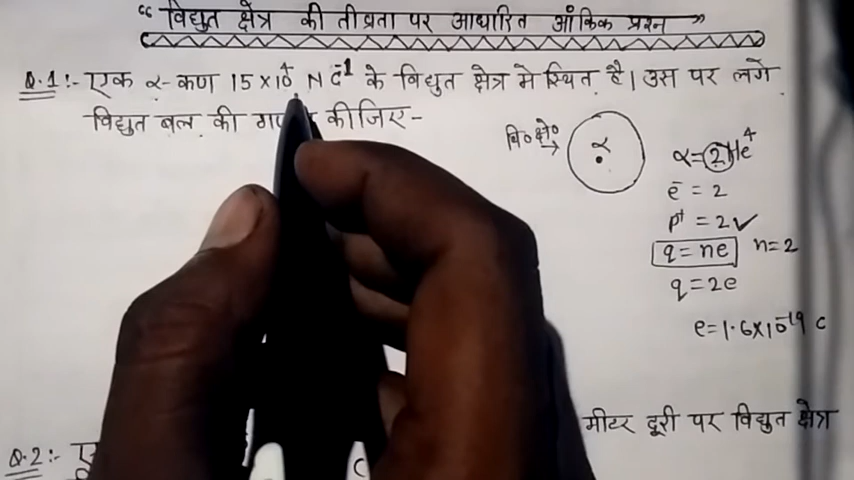 “ विद्युत क्षेत्र की तीव्रता पर आधारित आंकिक प्रश्न ”
Q.1:- एक α- कण 15×10⁴ N C⁻¹ के विद्युत क्षेत्र मे स्थित है। उस पर लगे
विद्युत बल की कीजिए-
वि० क्षे० →
α
α = ₂He⁴
e⁻ = 2
p⁺ = 2 ✓
q = ne n = 2
q = 2e
e = 1.6×10⁻¹⁹ C
मीटर दूरी पर विद्युत क्षेत्र
Q.2:-